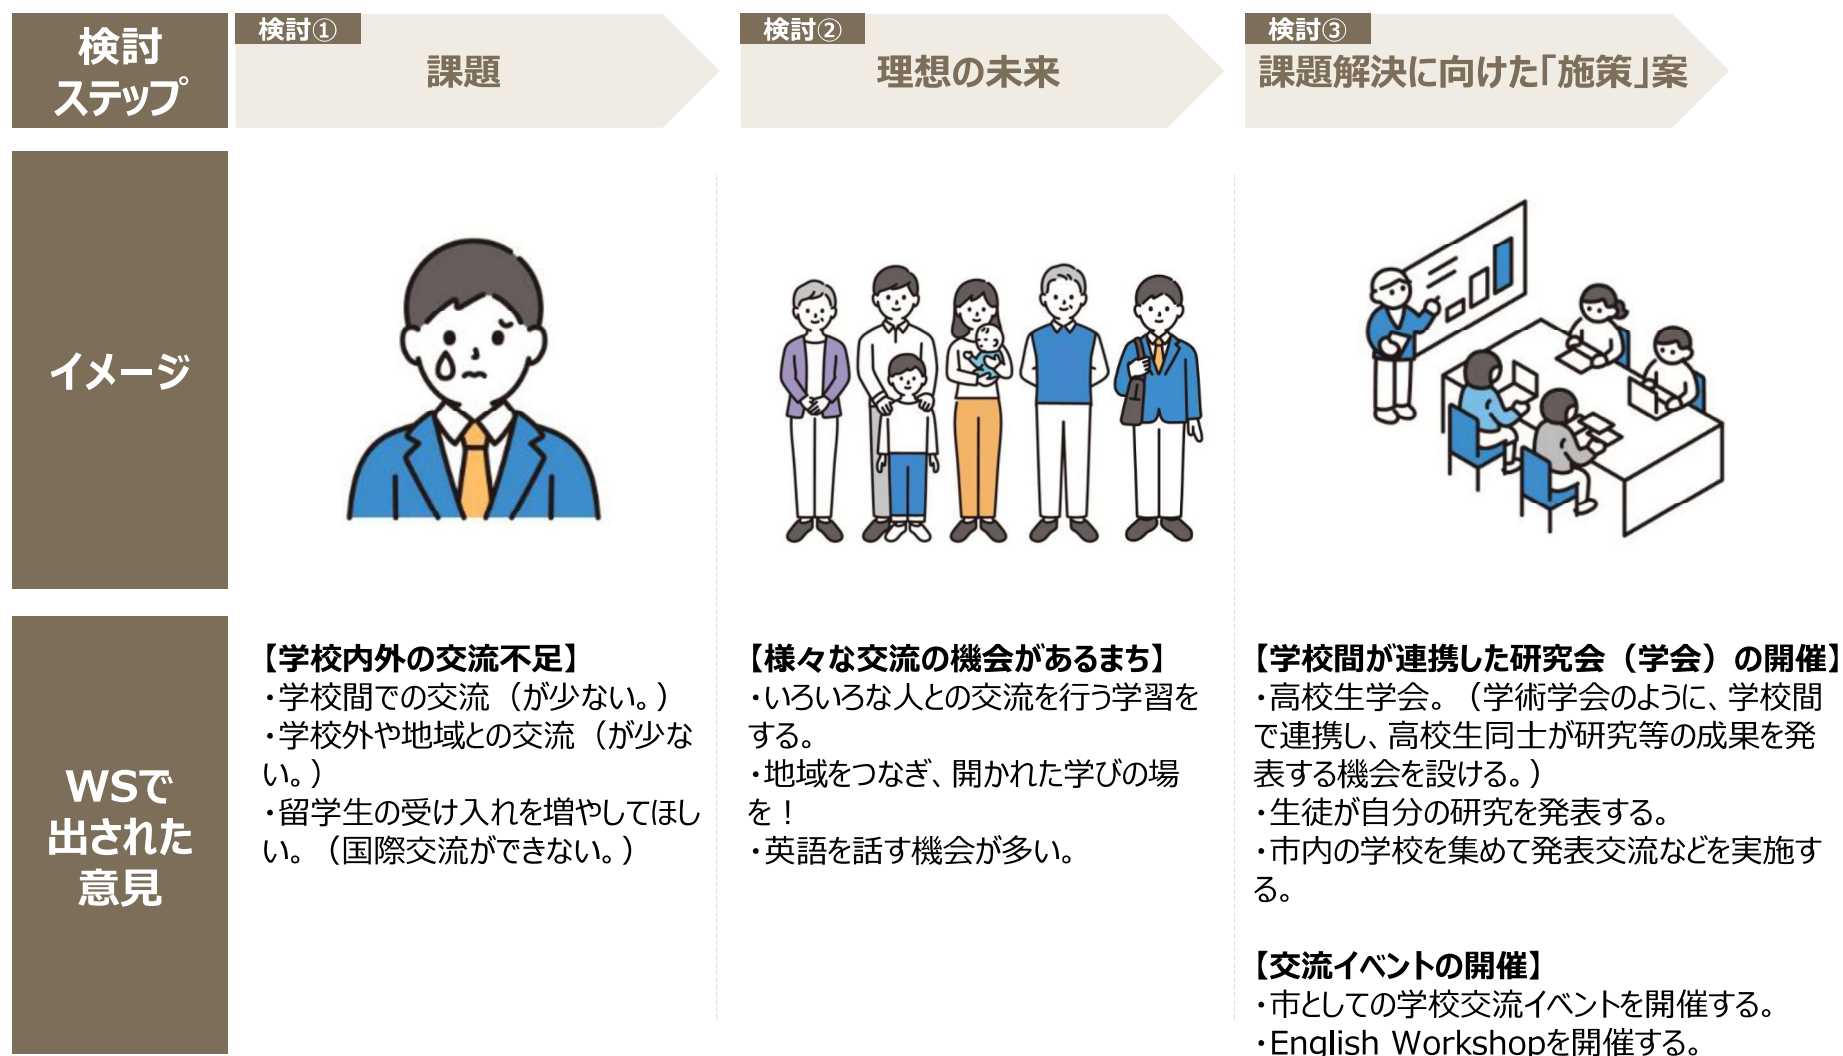 検討
ステップ
検討①
課題
検討②
理想の未来
検討③
課題解決に向けた「施策」案
イメージ
WSで
出された
意見
【学校内外の交流不足】
・学校間での交流（が少ない。）
・学校外や地域との交流（が少な
い。）
・留学生の受け入れを増やしてほし
い。（国際交流ができない。）
【様々な交流の機会があるまち】
・いろいろな人との交流を行う学習を
する。
・地域をつなぎ、開かれた学びの場
を！
・英語を話す機会が多い。
【学校間が連携した研究会（学会）の開催】
・高校生学会。（学術学会のように、学校間
で連携し、高校生同士が研究等の成果を発
表する機会を設ける。）
・生徒が自分の研究を発表する。
・市内の学校を集めて発表交流などを実施す
る。
【交流イベントの開催】
・市としての学校交流イベントを開催する。
・English Workshopを開催する。